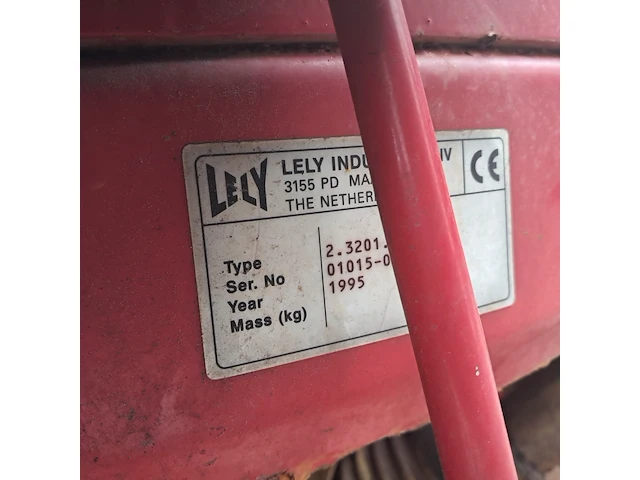 LELY LELY INDU NV
3155 PD MA
THE NETHER
CE
Type 2.3201.
Ser. No 01015-0
Year 1995
Mass (kg)